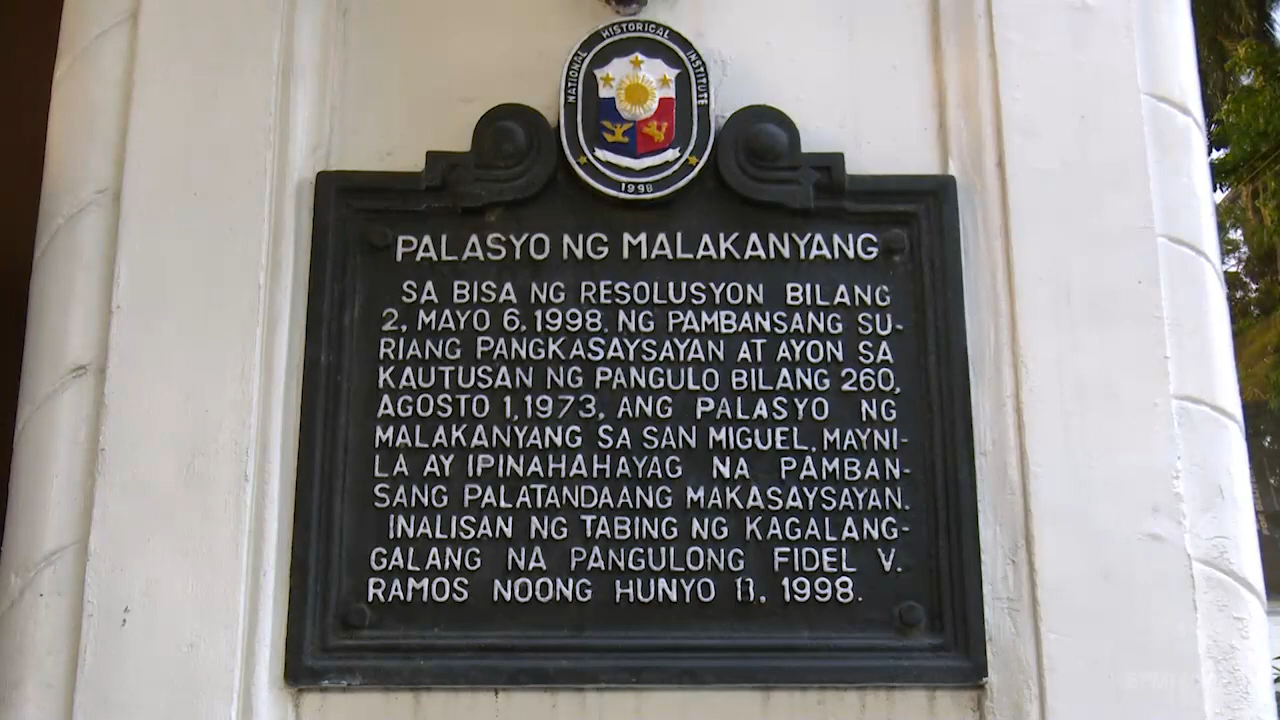 NATIONAL HISTORICAL INSTITUTE
1998
PALASYO NG MALAKANYANG
SA BISA NG RESOLUSYON BILANG
2, MAYO 6. 1998. NG PAMBANSANG SU-
RIANG PANGKASAYSAYAN AT AYON SA
KAUTUSAN NG PANGULO BILANG 260,
AGOSTO 1, 1973, ANG PALASYO NG
MALAKANYANG SA SAN MIGUEL, MAYNI-
LA AY IPINAHAHAYAG NA PAMBAN-
SANG PALATANDAANG MAKASAYSAYAN.
INALISAN NG TABING NG KAGALANG-
GALANG NA PANGULONG FIDEL V.
RAMOS NOONG HUNYO 11, 1998.